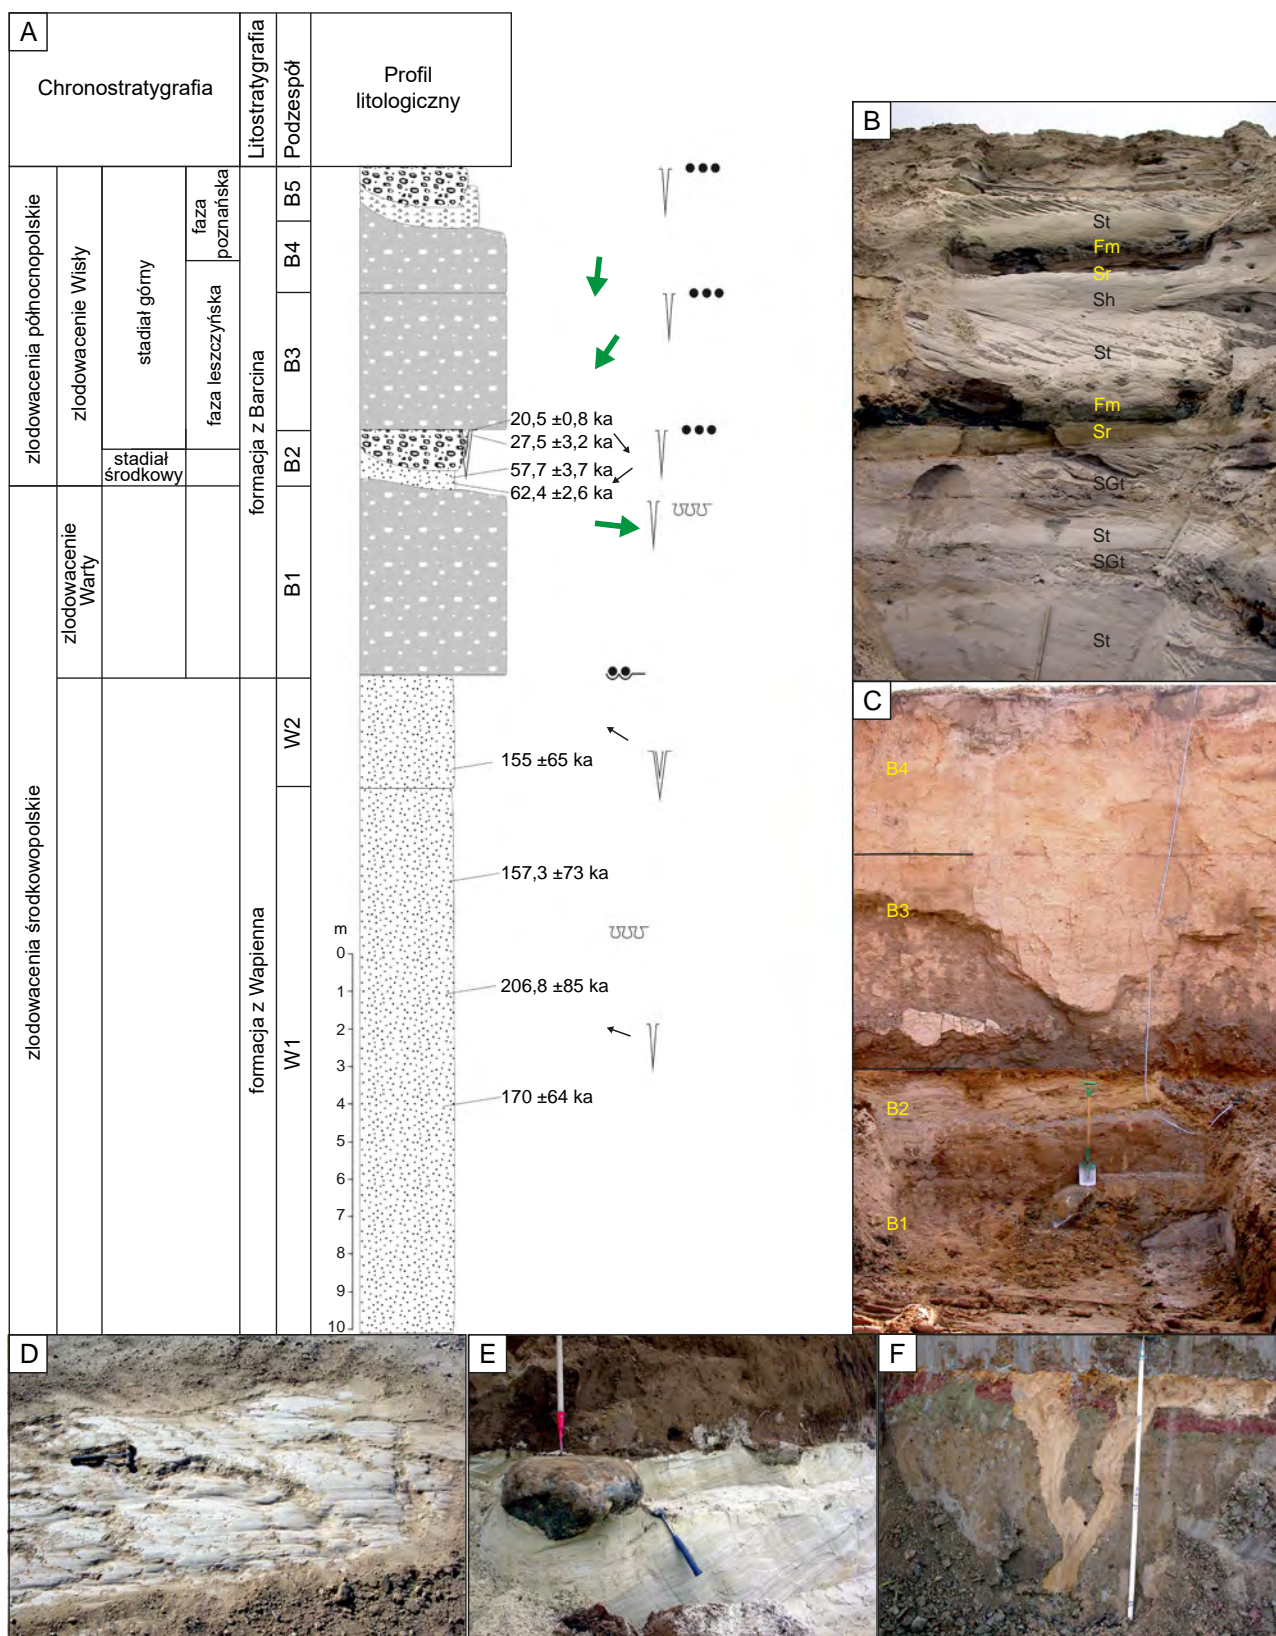 A
Chronostratygrafia
Litostratygrafia
Podzespół
Profil
litologiczny
zlodowacenia północnopolskie
zlodowacenie Wisły
stadiał górny
faza
poznańska
faza leszczyńska
stadiał
środkowy
formacja z Barcina
B5
B4
B3
B2
B1
20,5 ±0,8 ka
27,5 ±3,2 ka
57,7 ±3,7 ka
62,4 ±2,6 ka
zlodowacenia środkowopolskie
zlodowacenie
Warty
formacja z Wapienna
W2
W1
155 ±65 ka
157,3 ±73 ka
206,8 ±85 ka
170 ±64 ka
m
0
1
2
3
4
5
6
7
8
9
10
B
St
Fm
Sr
Sh
St
Fm
Sr
SGt
St
SGt
St
C
B4
B3
B2
B1
D
E
F